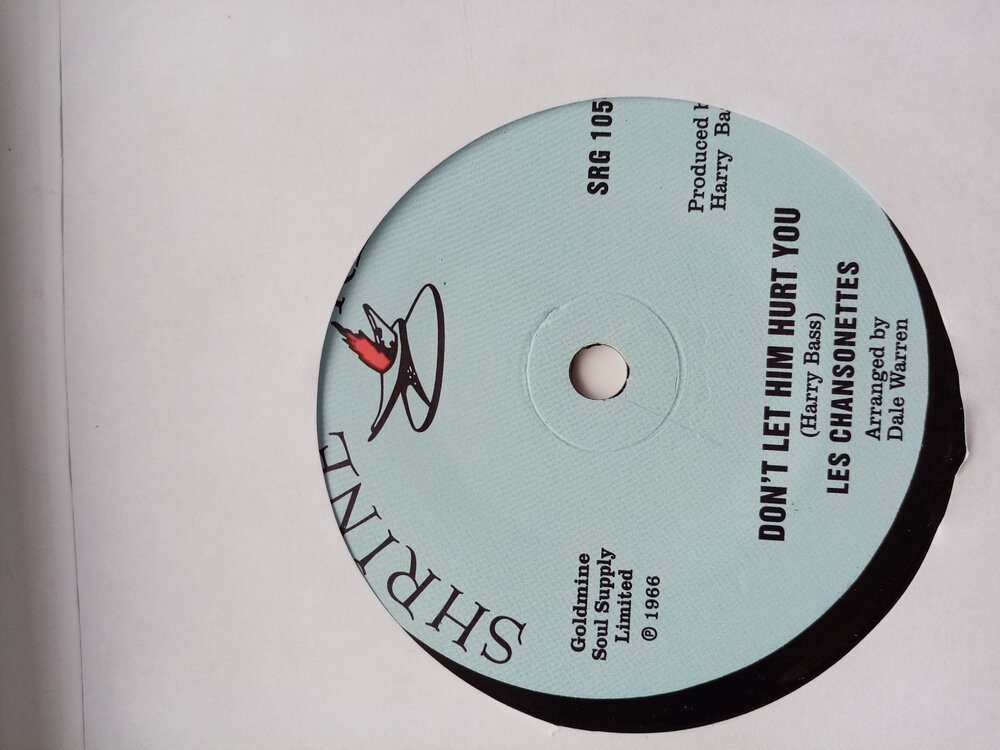 SHRINE
Goldmine
Soul Supply
Limited
℗ 1966
SRG 105
Produced
Harry
DON'T LET HIM HURT YOU
(Harry Bass)
LES CHANSONETTES
Arranged by
Dale Warren